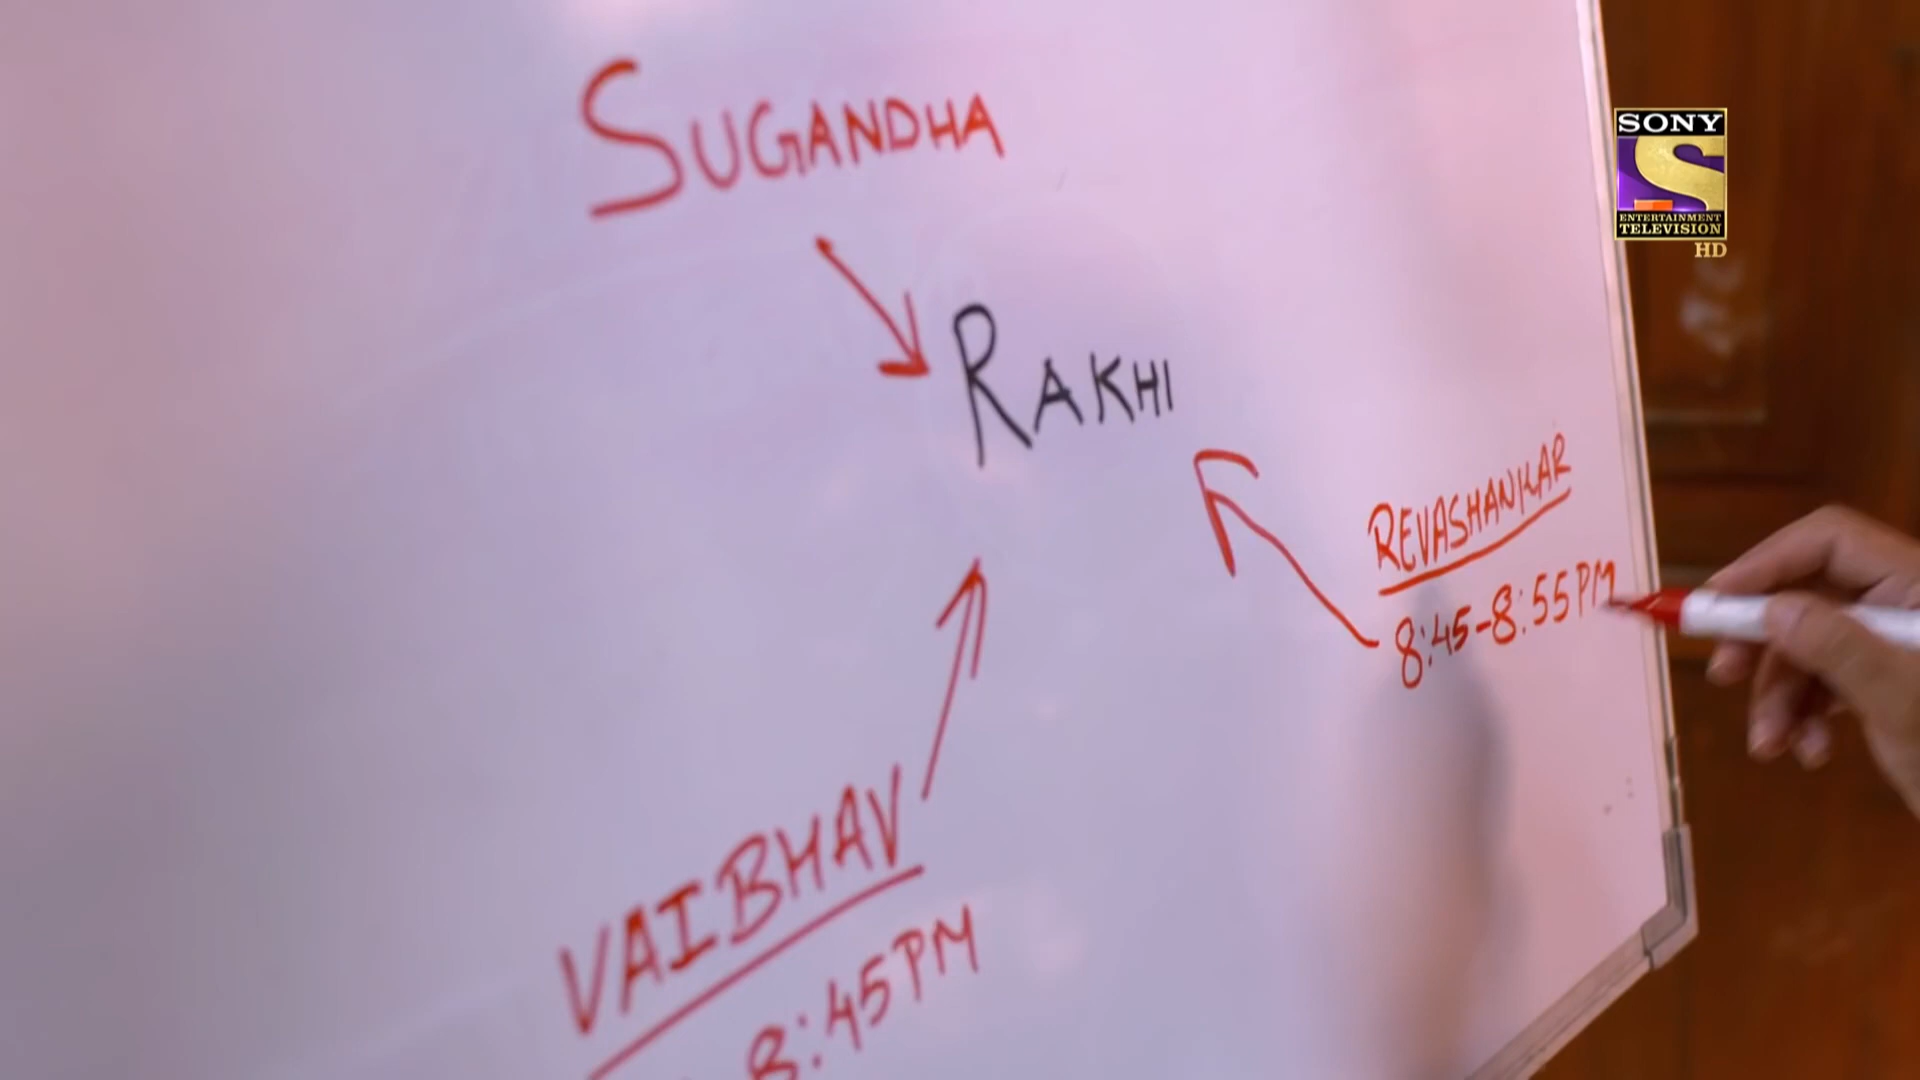 SUGANDHA
SONY
ENTERTAINMENT
TELEVISION
HD
RAKHI
REVASHANKAR
8:45-8:55PM
VAIBHAV
8:45PM